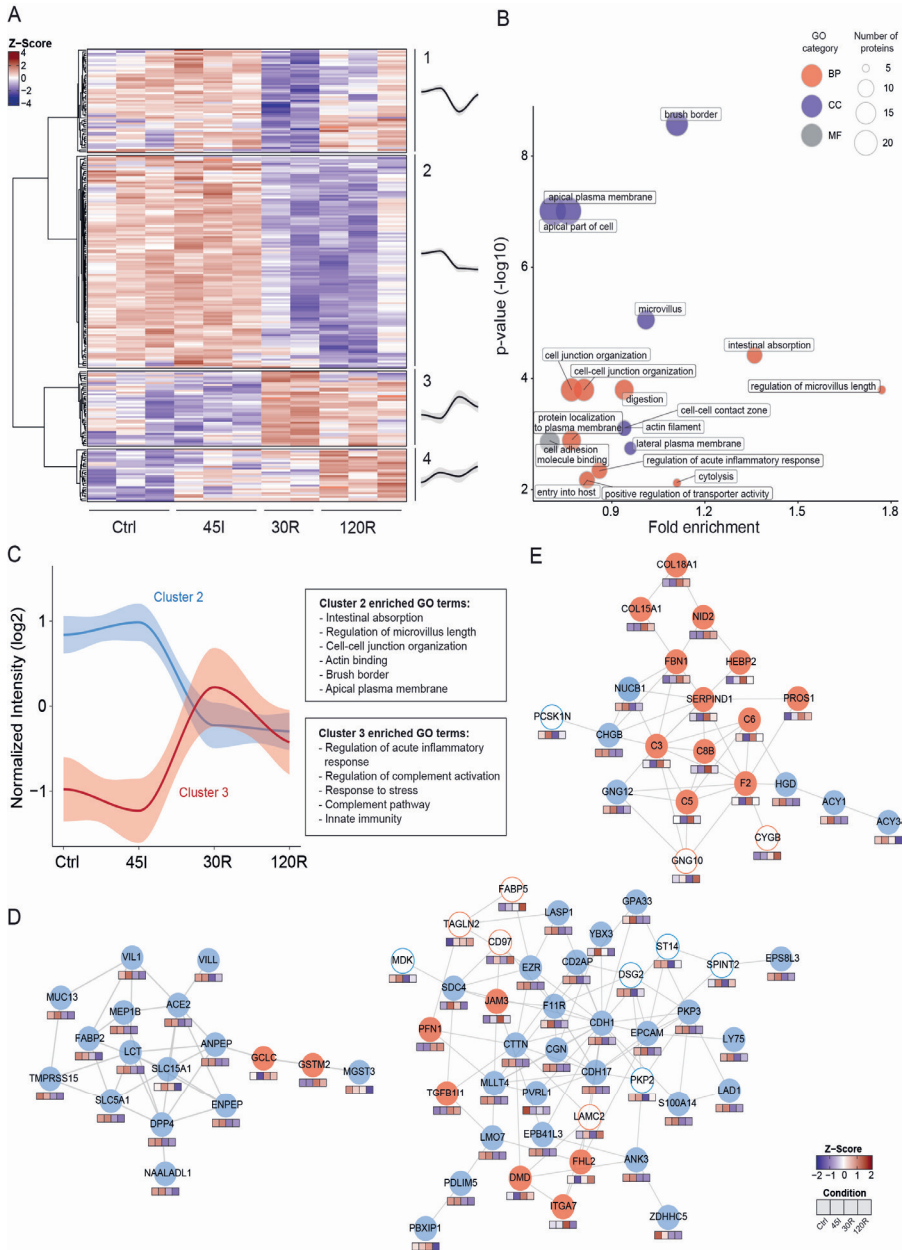 A
Z-Score
4
2
0
-2
-4
1
2
3
4
Ctrl
45I
30R
120R
B
GO
category
BP
CC
MF
Number of
proteins
5
10
15
20
p-value (-log10)
8
6
4
2
brush border
apical plasma membrane
apical part of cell
microvillus
intestinal absorption
cell junction organization
cell-cell junction organization
regulation of microvillus length
digestion
cell-cell contact zone
protein localization
to plasma membrane
actin filament
lateral plasma membrane
cell adhesion
molecule binding
regulation of acute inflammatory response
cytolysis
entry into host
positive regulation of transporter activity
0.9
1.2
1.5
1.8
Fold enrichment
C
Normalized Intensity (log2)
1
0
−1
Cluster 2
Cluster 3
Ctrl
45I
30R
120R
Cluster 2 enriched GO terms:
- Intestinal absorption
- Regulation of microvillus length
- Cell-cell junction organization
- Actin binding
- Brush border
- Apical plasma membrane
Cluster 3 enriched GO terms:
- Regulation of acute inflammatory
response
- Regulation of complement activation
- Response to stress
- Complement pathway
- Innate immunity
E
COL18A1
COL15A1
NID2
FBN1
HEBP2
NUCB1
SERPIND1
PROS1
PCSK1N
CHGB
C6
C3
C8B
GNG12
C5
F2
HGD
ACY1
ACY3
CYGB
GNG10
D
VIL1
VILL
MUC13
MEP1B
ACE2
FABP2
LCT
ANPEP
GCLC
GSTM2
MGST3
TMPRSS15
SLC15A1
SLC5A1
DPP4
ENPEP
NAALADL1
FABP5
TAGLN2
LASP1
GPA33
CD97
YBX3
ST14
MDK
EZR
CD2AP
DSG2
SPINT2
EPS8L3
SDC4
JAM3
F11R
PFN1
CDH1
PKP3
CTTN
CGN
EPCAM
LY75
TGFB1I1
MLLT4
PVRL1
CDH17
PKP2
S100A14
LAD1
LAMC2
LMO7
EPB41L3
ANK3
PDLIM5
DMD
FHL2
ITGA7
PBXIP1
ZDHHC5
Z-Score
-2 -1 0 1 2
Condition
Ctrl
45I
30R
120R